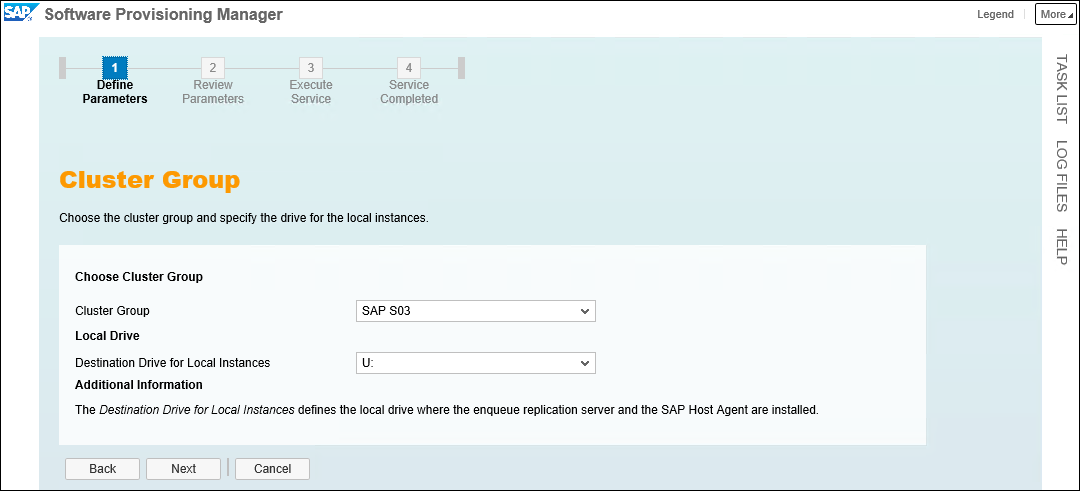 SAP Software Provisioning Manager
Legend
More
1
2
3
4
Define Parameters
Review Parameters
Execute Service
Service Completed
TASK LIST
LOG FILES
HELP
Cluster Group
Choose the cluster group and specify the drive for the local instances.
Choose Cluster Group
Cluster Group SAP S03
Local Drive
Destination Drive for Local Instances U:
Additional Information
The Destination Drive for Local Instances defines the local drive where the enqueue replication server and the SAP Host Agent are installed.
Back Next Cancel